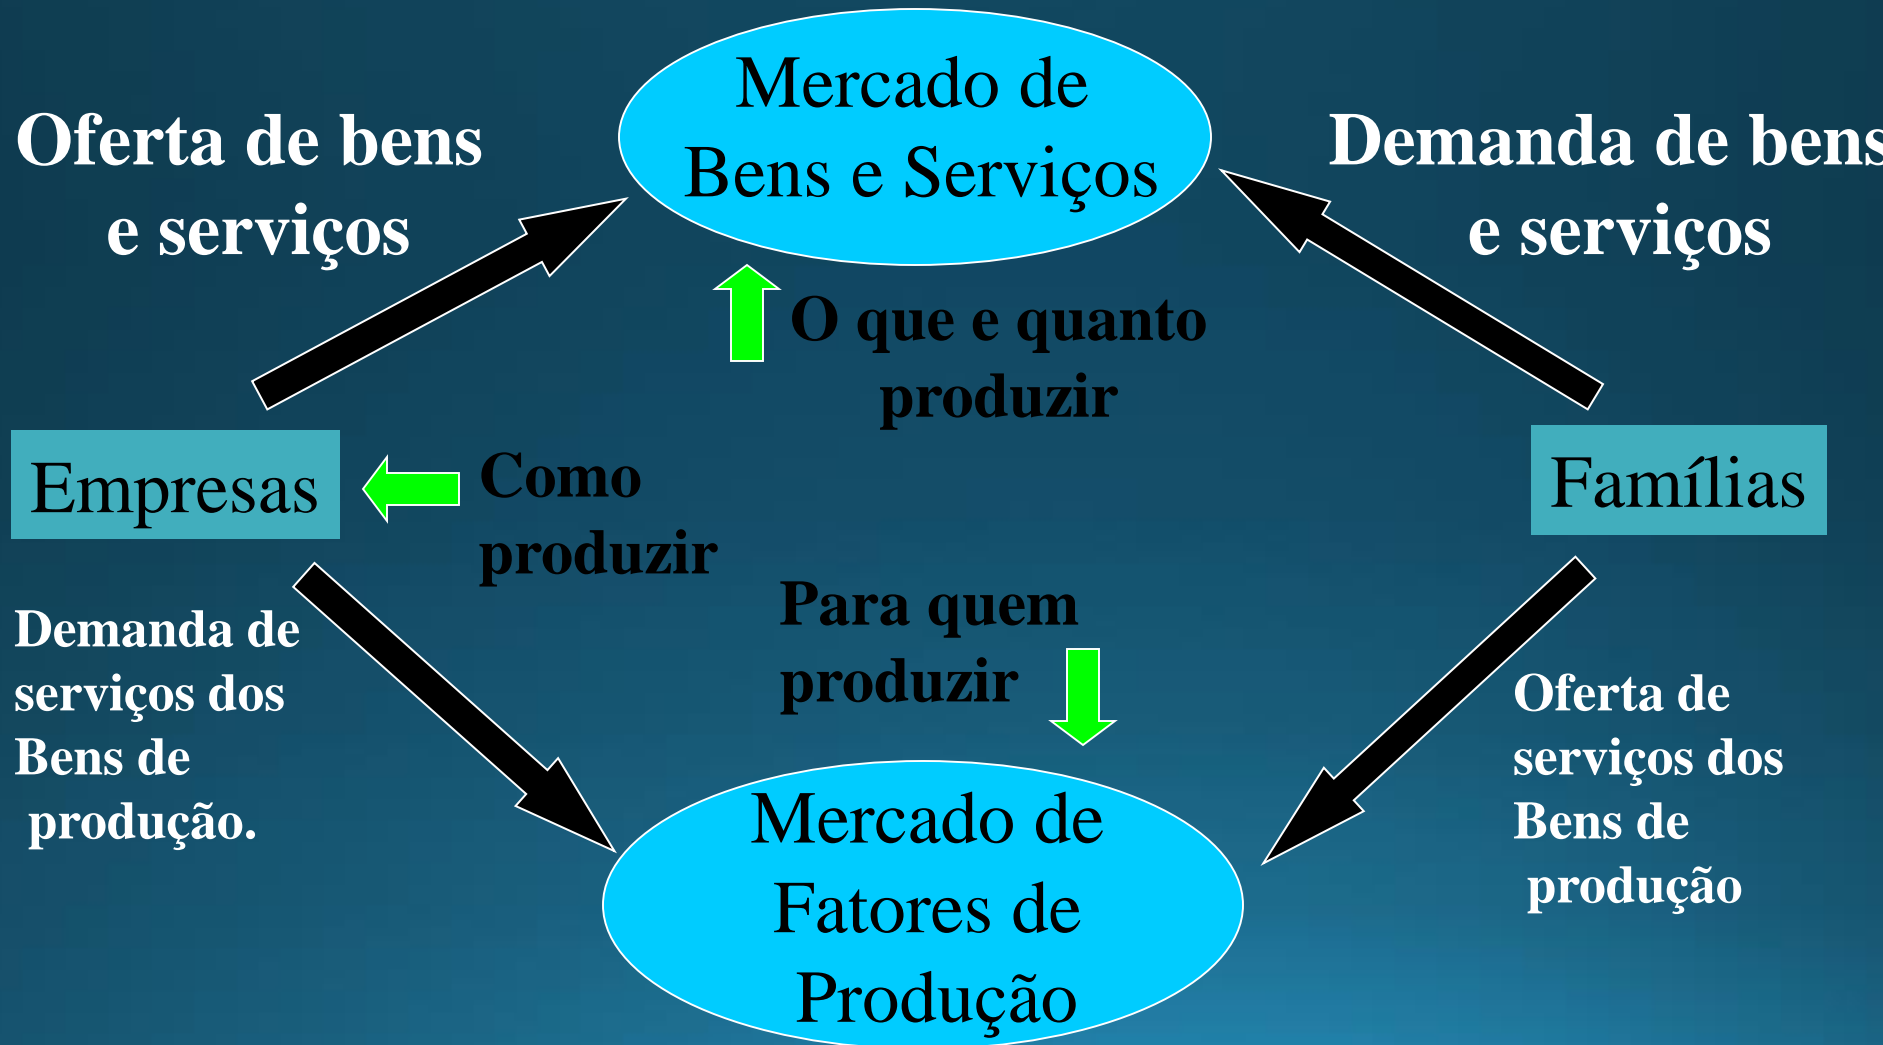 Mercado de
Bens e Serviços
Oferta de bens
e serviços
Demanda de bens
e serviços
O que e quanto
produzir
Empresas
Como
produzir
Famílias
Para quem
produzir
Demanda de
serviços dos
Bens de
produção.
Oferta de
serviços dos
Bens de
produção
Mercado de
Fatores de
Produção